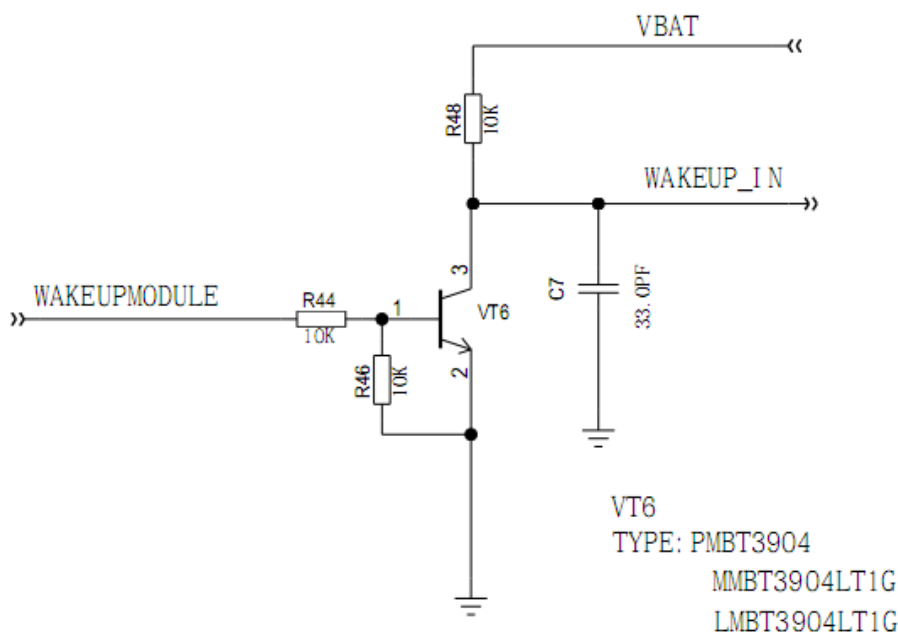 VBAT
R48
10K
WAKEUP_IN
3
C7
33.0PF
WAKEUPMODULE
R44
10K
1
VT6
R46
10K
2
VT6
TYPE: PMBT3904
MMBT3904LT1G
LMBT3904LT1G